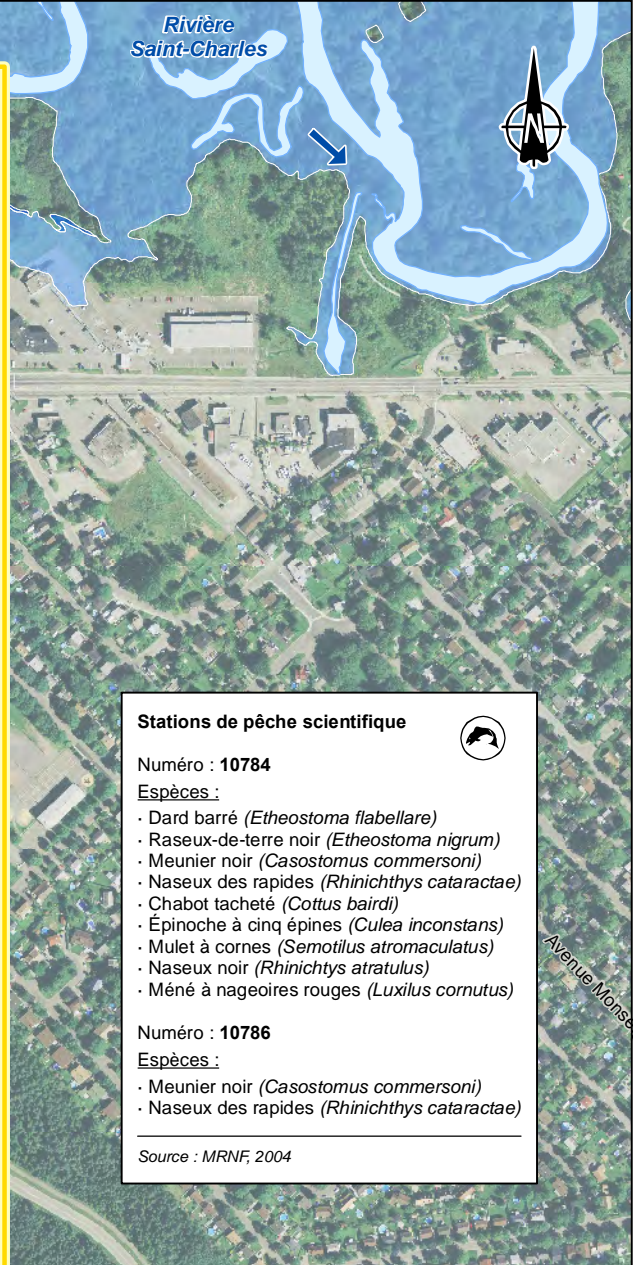 Rivière
Saint-Charles
N
Stations de pêche scientifique
Numéro : 10784
Espèces :
· Dard barré (Etheostoma flabellare)
· Raseux-de-terre noir (Etheostoma nigrum)
· Meunier noir (Casostomus commersoni)
· Naseux des rapides (Rhinichthys cataractae)
· Chabot tacheté (Cottus bairdi)
· Épinoche à cinq épines (Culea inconstans)
· Mulet à cornes (Semotilus atromaculatus)
· Naseux noir (Rhinichtys atratulus)
· Méné à nageoires rouges (Luxilus cornutus)
Avenue Monse
Numéro : 10786
Espèces :
· Meunier noir (Casostomus commersoni)
· Naseux des rapides (Rhinichthys cataractae)
Source : MRNF, 2004